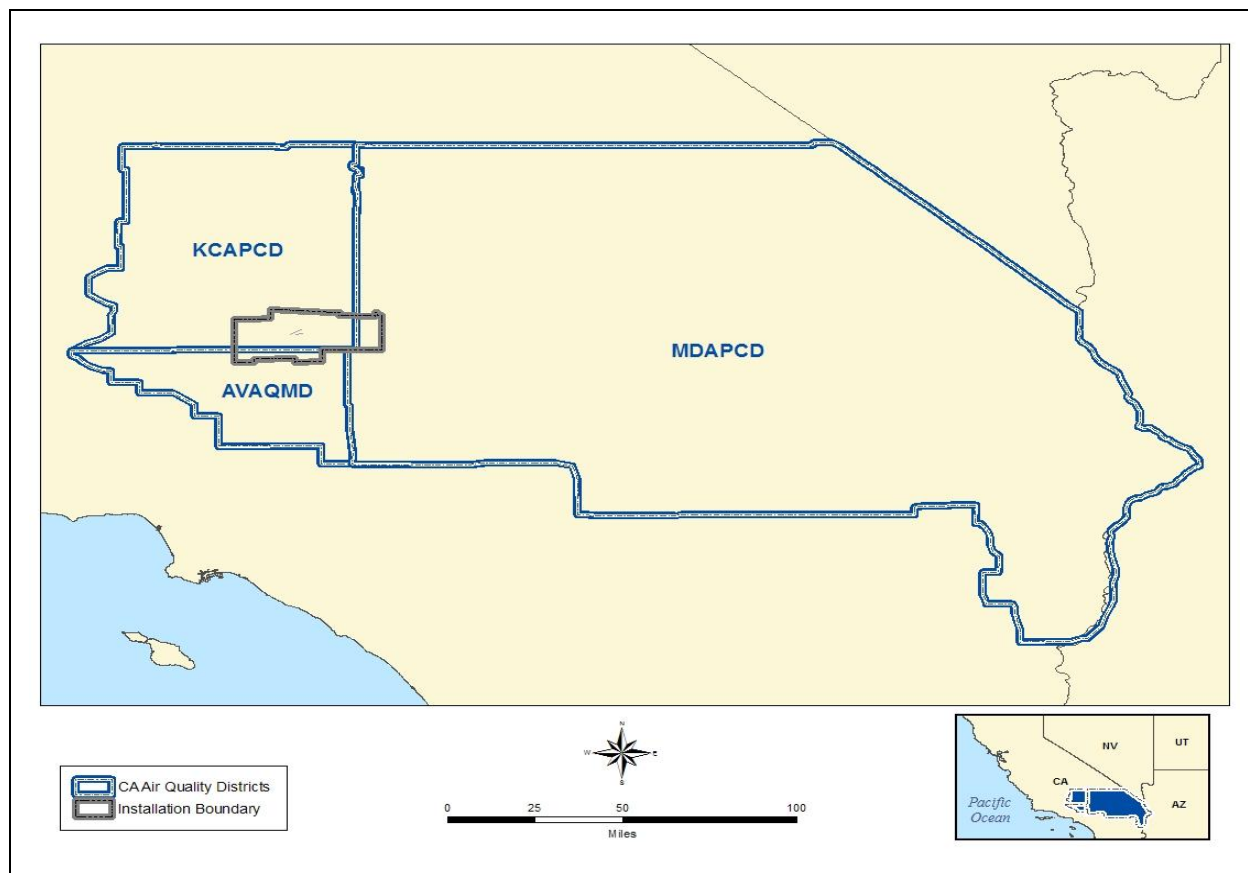 KCAPCD
MDAPCD
AVAQMD
CA Air Quality Districts
Installation Boundary
N
W
E
S
0 25 50 100
Miles
NV
UT
CA
AZ
Pacific
Ocean